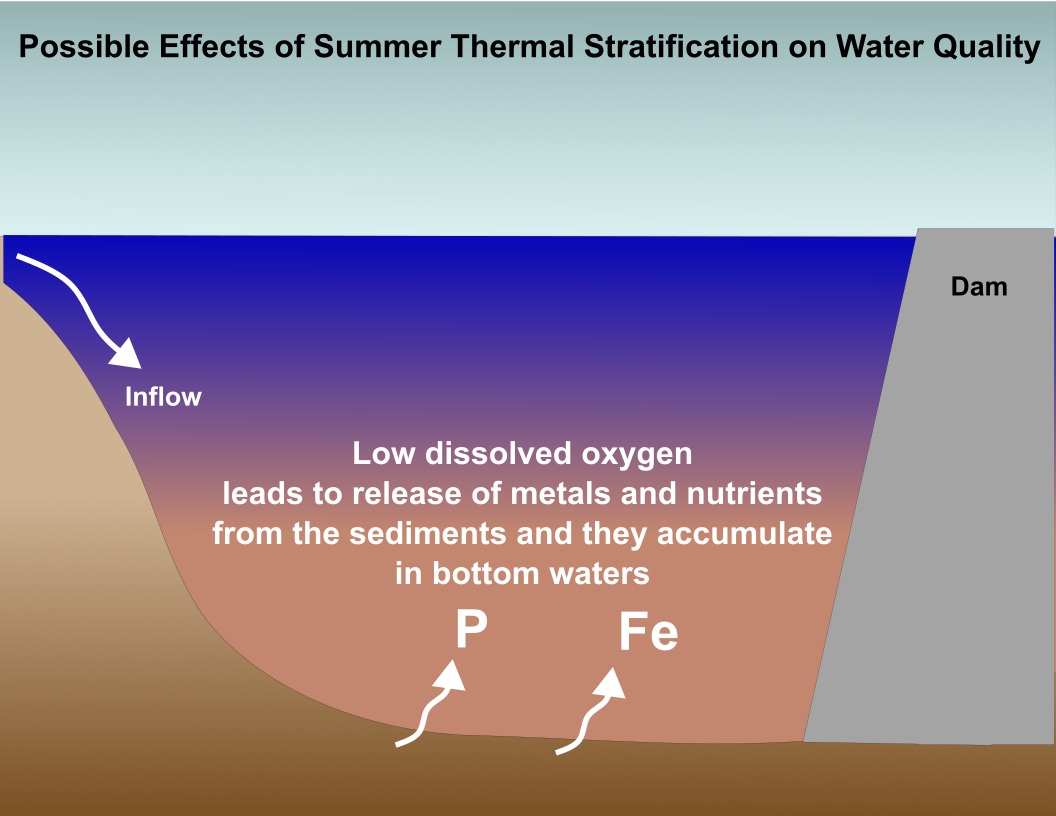 Possible Effects of Summer Thermal Stratification on Water Quality
Dam
Inflow
Low dissolved oxygen
leads to release of metals and nutrients
from the sediments and they accumulate
in bottom waters
P
Fe